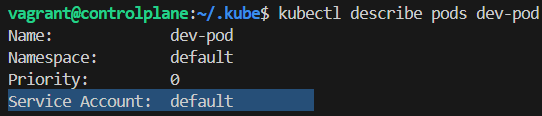 vagrant@controlplane:~/.kube$ kubectl describe pods dev-pod
Name: dev-pod
Namespace: default
Priority: 0
Service Account: default